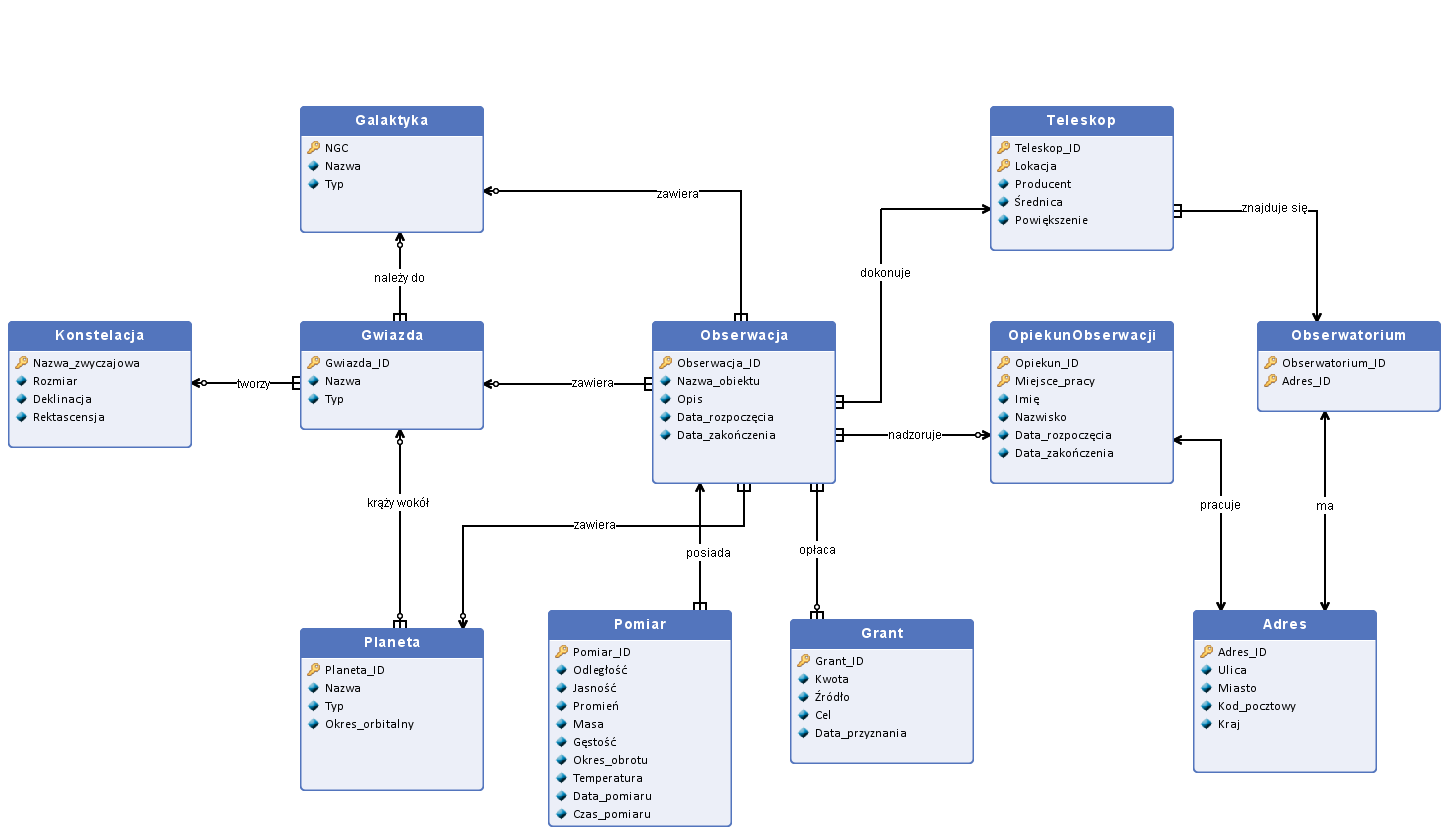 Galaktyka
NGC
Nazwa
Typ
Teleskop
Teleskop_ID
Lokacja
Producent
Średnica
Powiększenie
zawiera
znajduje się
należy do
dokonuje
Konstelacja
Nazwa_zwyczajowa
Rozmiar
Deklinacja
Rektascensja
tworzy
Gwiazda
Gwiazda_ID
Nazwa
Typ
zawiera
Obserwacja
Obserwacja_ID
Nazwa_obiektu
Opis
Data_rozpoczęcia
Data_zakończenia
nadzoruje
OpiekunObserwacji
Opiekun_ID
Miejsce_pracy
Imię
Nazwisko
Data_rozpoczęcia
Data_zakończenia
Obserwatorium
Obserwatorium_ID
Adres_ID
krąży wokół
zawiera
posiada
opłaca
pracuje
ma
Planeta
Planeta_ID
Nazwa
Typ
Okres_orbitalny
Pomiar
Pomiar_ID
Odległość
Jasność
Promień
Masa
Gęstość
Okres_obrotu
Temperatura
Data_pomiaru
Czas_pomiaru
Grant
Grant_ID
Kwota
Źródło
Cel
Data_przyznania
Adres
Adres_ID
Ulica
Miasto
Kod_pocztowy
Kraj